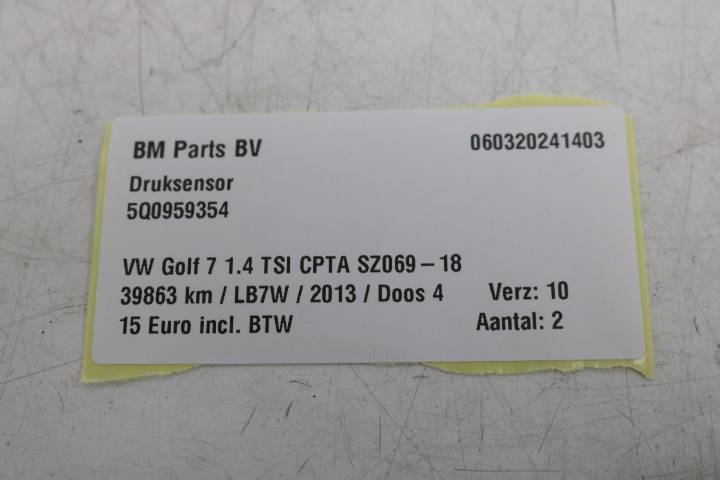 BM Parts BV 060320241403
Druksensor
5Q0959354
VW Golf 7 1.4 TSI CPTA SZ069-18
39863 km / LB7W / 2013 / Doos 4 Verz: 10
15 Euro incl. BTW Aantal: 2